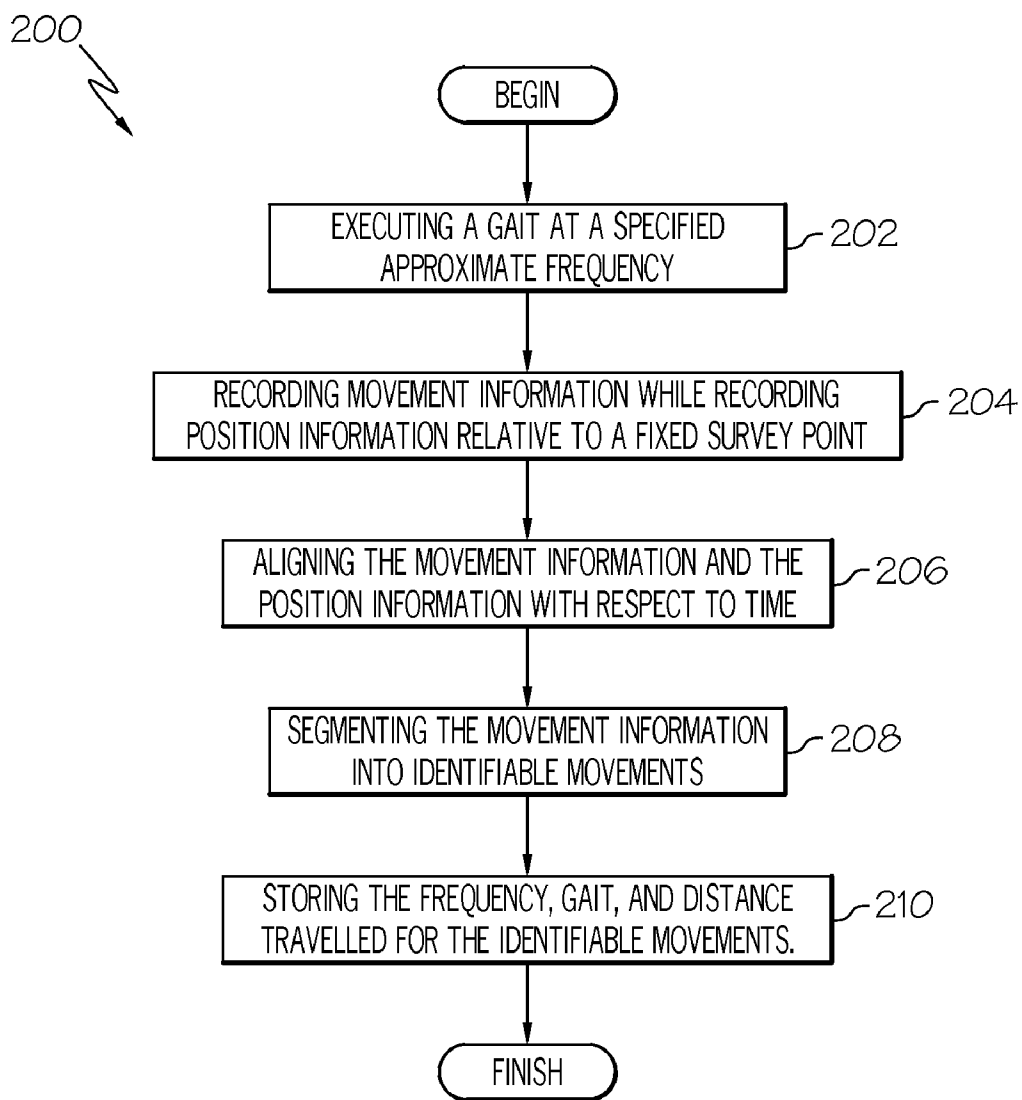 200
BEGIN
EXECUTING A GAIT AT A SPECIFIED
APPROXIMATE FREQUENCY
202
RECORDING MOVEMENT INFORMATION WHILE RECORDING
POSITION INFORMATION RELATIVE TO A FIXED SURVEY POINT
204
ALIGNING THE MOVEMENT INFORMATION AND THE
POSITION INFORMATION WITH RESPECT TO TIME
206
SEGMENTING THE MOVEMENT INFORMATION
INTO IDENTIFIABLE MOVEMENTS
208
STORING THE FREQUENCY, GAIT, AND DISTANCE
TRAVELLED FOR THE IDENTIFIABLE MOVEMENTS.
210
FINISH